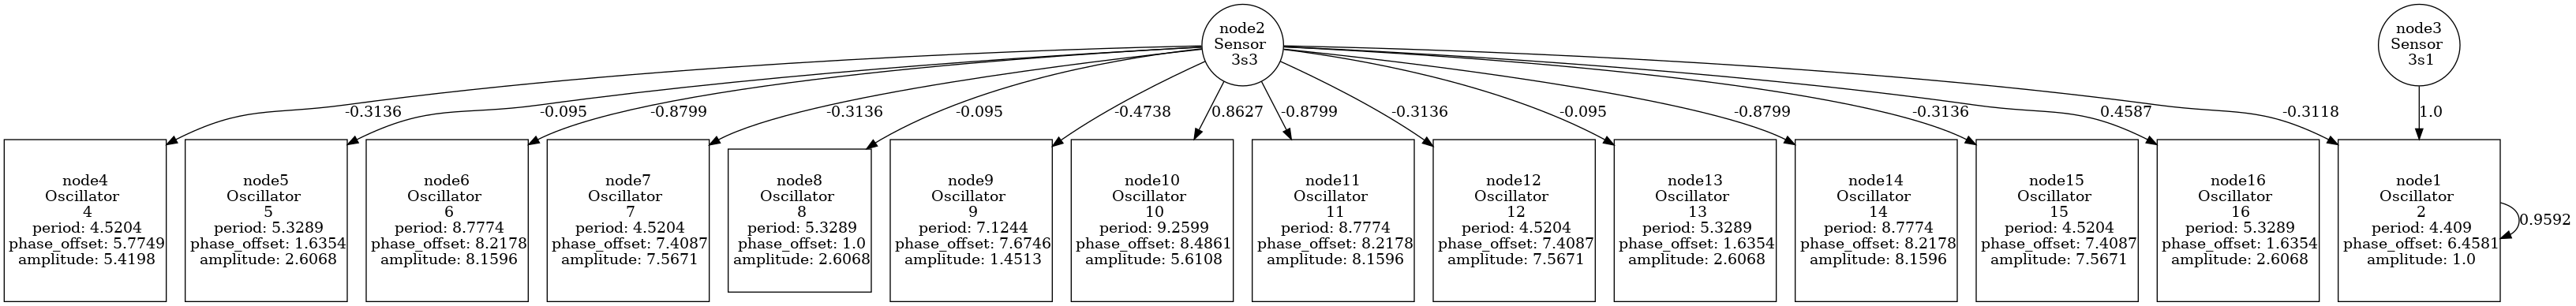 node2
Sensor
3s3
node3
Sensor
3s1
-0.3136
-0.095
-0.8799
-0.3136
-0.095
-0.4738
0.8627
-0.8799
-0.3136
-0.095
-0.8799
-0.3136
0.4587
-0.3118
1.0
node4
Oscillator
4
period: 4.5204
phase_offset: 5.7749
amplitude: 5.4198
node5
Oscillator
5
period: 5.3289
phase_offset: 1.6354
amplitude: 2.6068
node6
Oscillator
6
period: 8.7774
phase_offset: 8.2178
amplitude: 8.1596
node7
Oscillator
7
period: 4.5204
phase_offset: 7.4087
amplitude: 7.5671
node8
Oscillator
8
period: 5.3289
phase_offset: 1.0
amplitude: 2.6068
node9
Oscillator
9
period: 7.1244
phase_offset: 7.6746
amplitude: 1.4513
node10
Oscillator
10
period: 9.2599
phase_offset: 8.4861
amplitude: 5.6108
node11
Oscillator
11
period: 8.7774
phase_offset: 8.2178
amplitude: 8.1596
node12
Oscillator
12
period: 4.5204
phase_offset: 7.4087
amplitude: 7.5671
node13
Oscillator
13
period: 5.3289
phase_offset: 1.6354
amplitude: 2.6068
node14
Oscillator
14
period: 8.7774
phase_offset: 8.2178
amplitude: 8.1596
node15
Oscillator
15
period: 4.5204
phase_offset: 7.4087
amplitude: 7.5671
node16
Oscillator
16
period: 5.3289
phase_offset: 1.6354
amplitude: 2.6068
node1
Oscillator
2
period: 4.409
phase_offset: 6.4581
amplitude: 1.0
0.9592